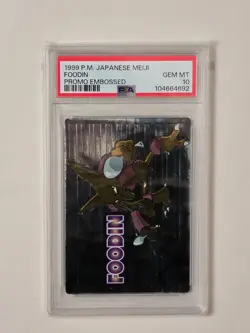 1999 P.M. JAPANESE MEIJI
FOODIN GEM MT
PROMO EMBOSSED 10
PSA
104664692
FOODIN